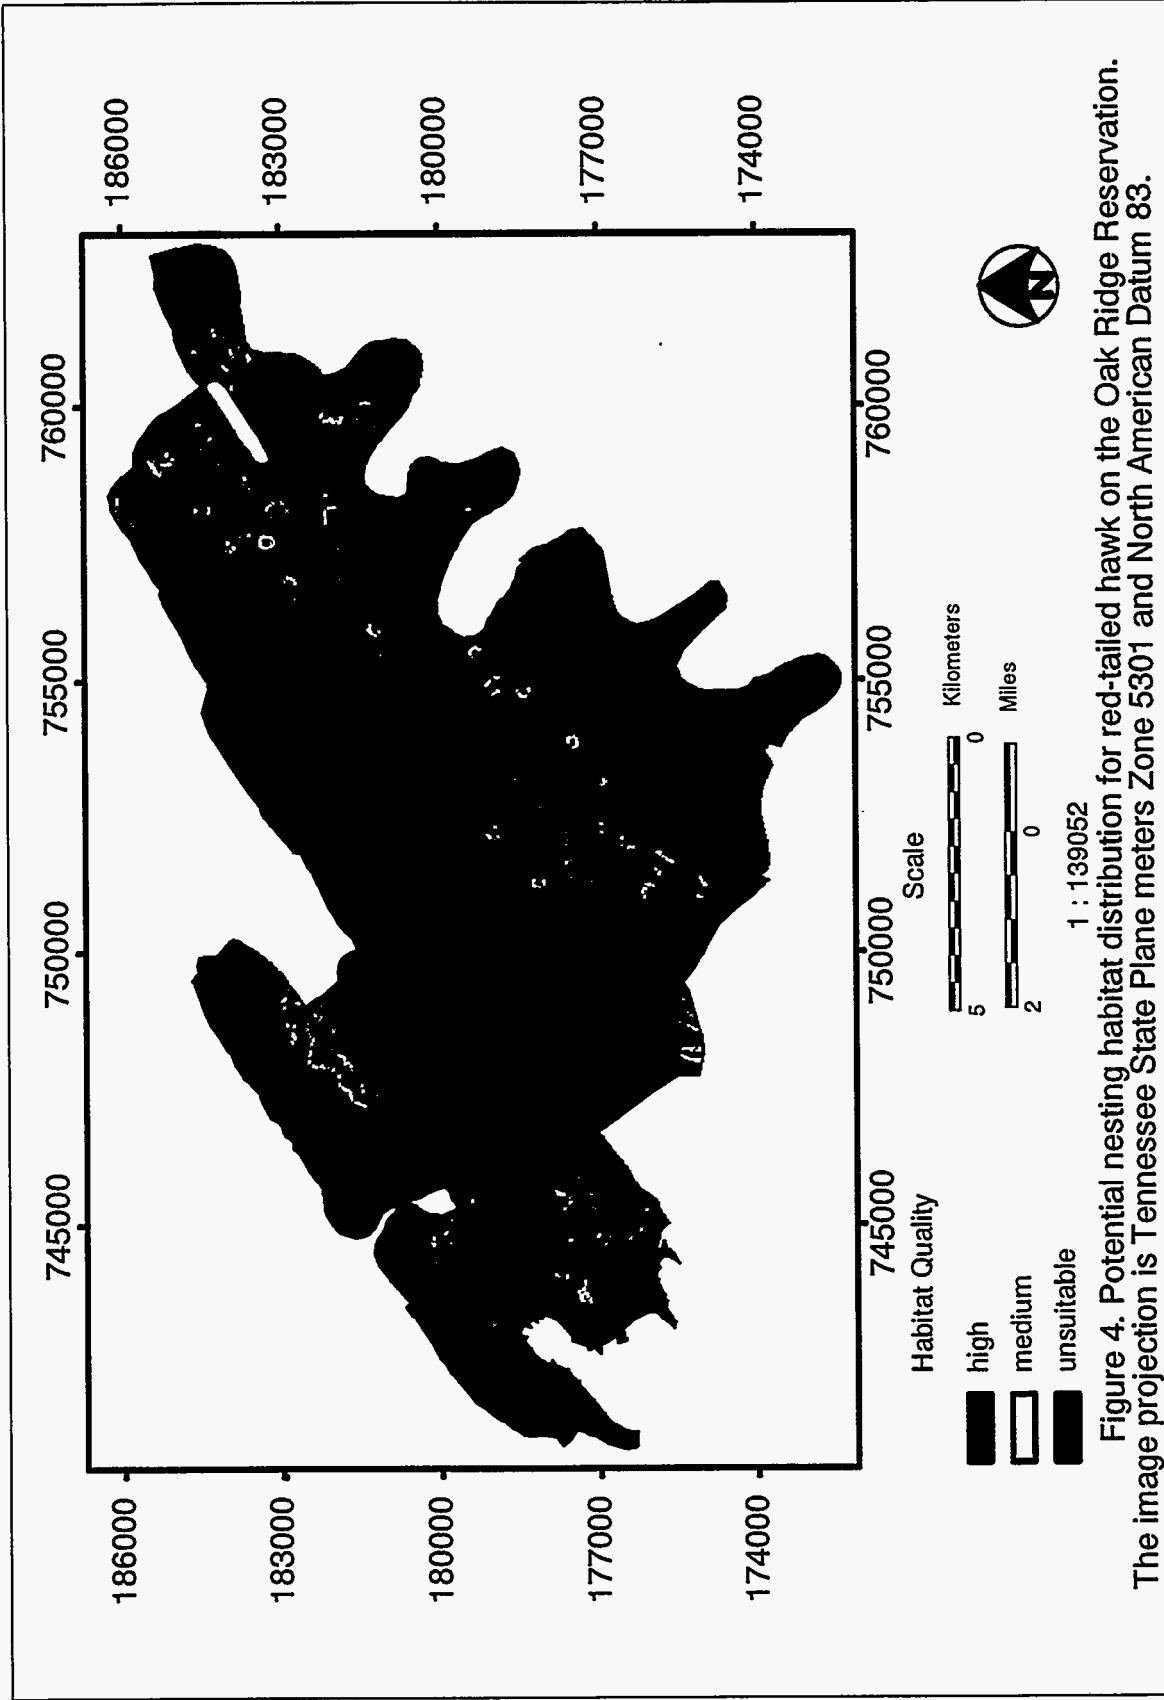 745000 750000 755000 760000
186000 186000
183000 183000
180000 180000
177000 177000
174000 174000
745000 750000 755000 760000
Habitat Quality
high
medium
unsuitable
Scale
Kilometers
5 0
Miles
2 0
1 : 139052
N
Figure 4. Potential nesting habitat distribution for red-tailed hawk on the Oak Ridge Reservation.
The image projection is Tennessee State Plane meters Zone 5301 and North American Datum 83.